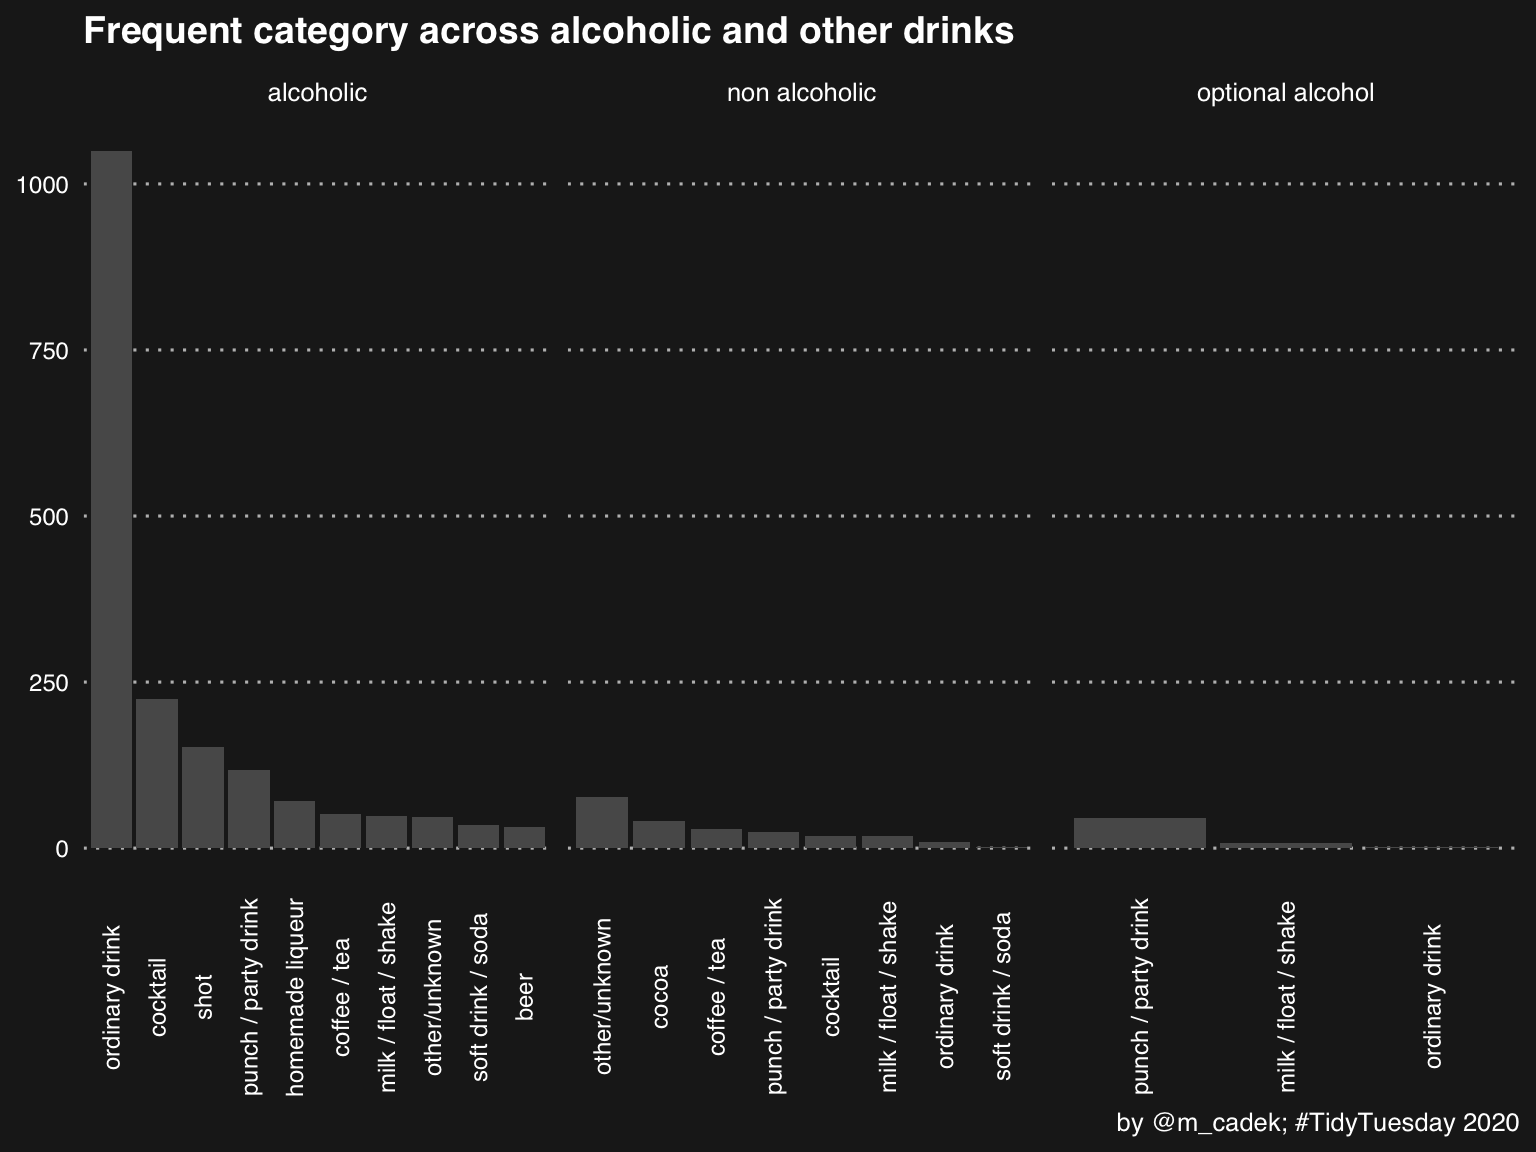 Frequent category across alcoholic and other drinks
alcoholic
non alcoholic
optional alcohol
1000
750
500
250
0
ordinary drink
cocktail
shot
punch / party drink
homemade liqueur
coffee / tea
milk / float / shake
other/unknown
soft drink / soda
beer
other/unknown
cocoa
coffee / tea
punch / party drink
cocktail
milk / float / shake
ordinary drink
soft drink / soda
punch / party drink
milk / float / shake
ordinary drink
by @m_cadek; #TidyTuesday 2020